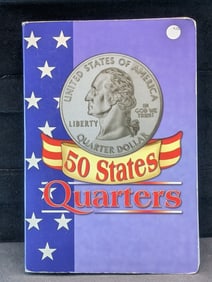 UNITED STATES OF AMERICA
LIBERTY
IN
GOD WE
TRUST
QUARTER DOLLAR
50 States
Quarters